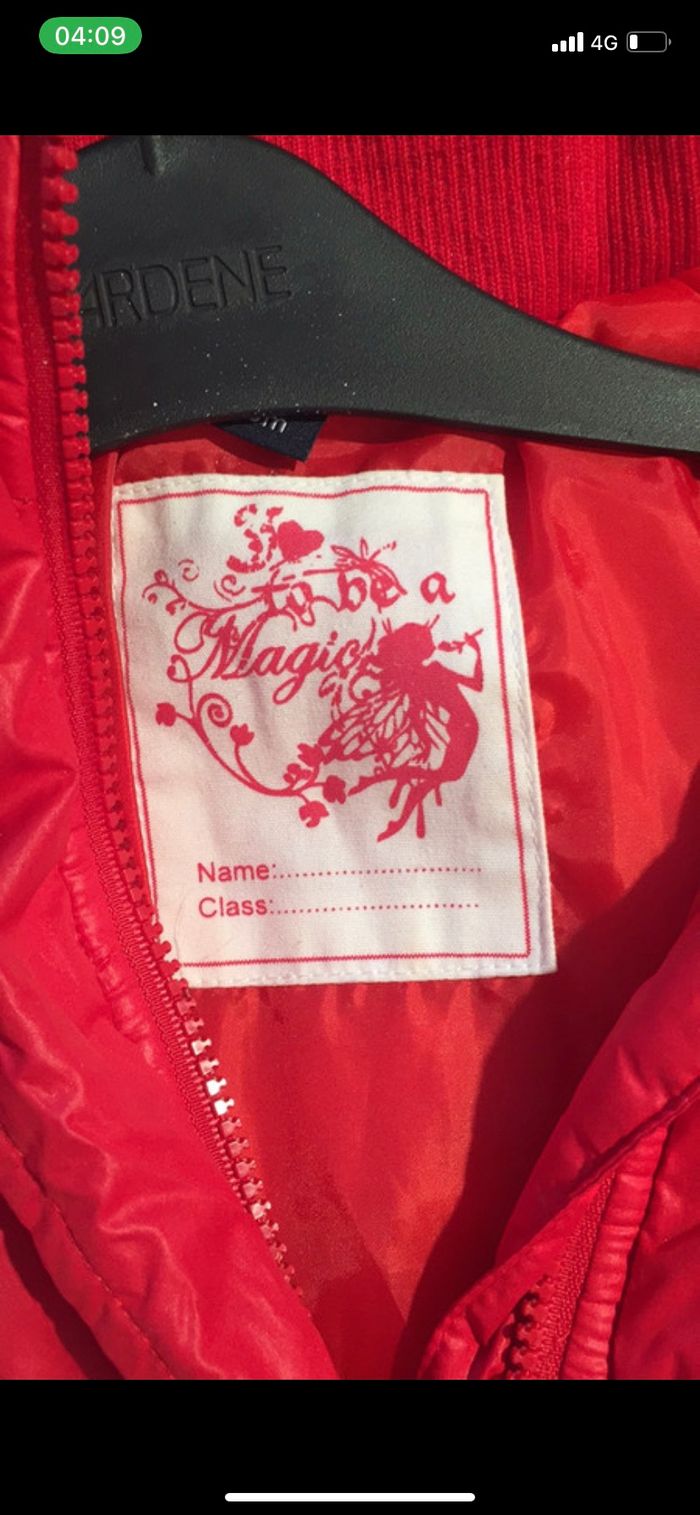 04:09
4G
ARDENE
to be a
Magic
Name:...........................
Class:...........................